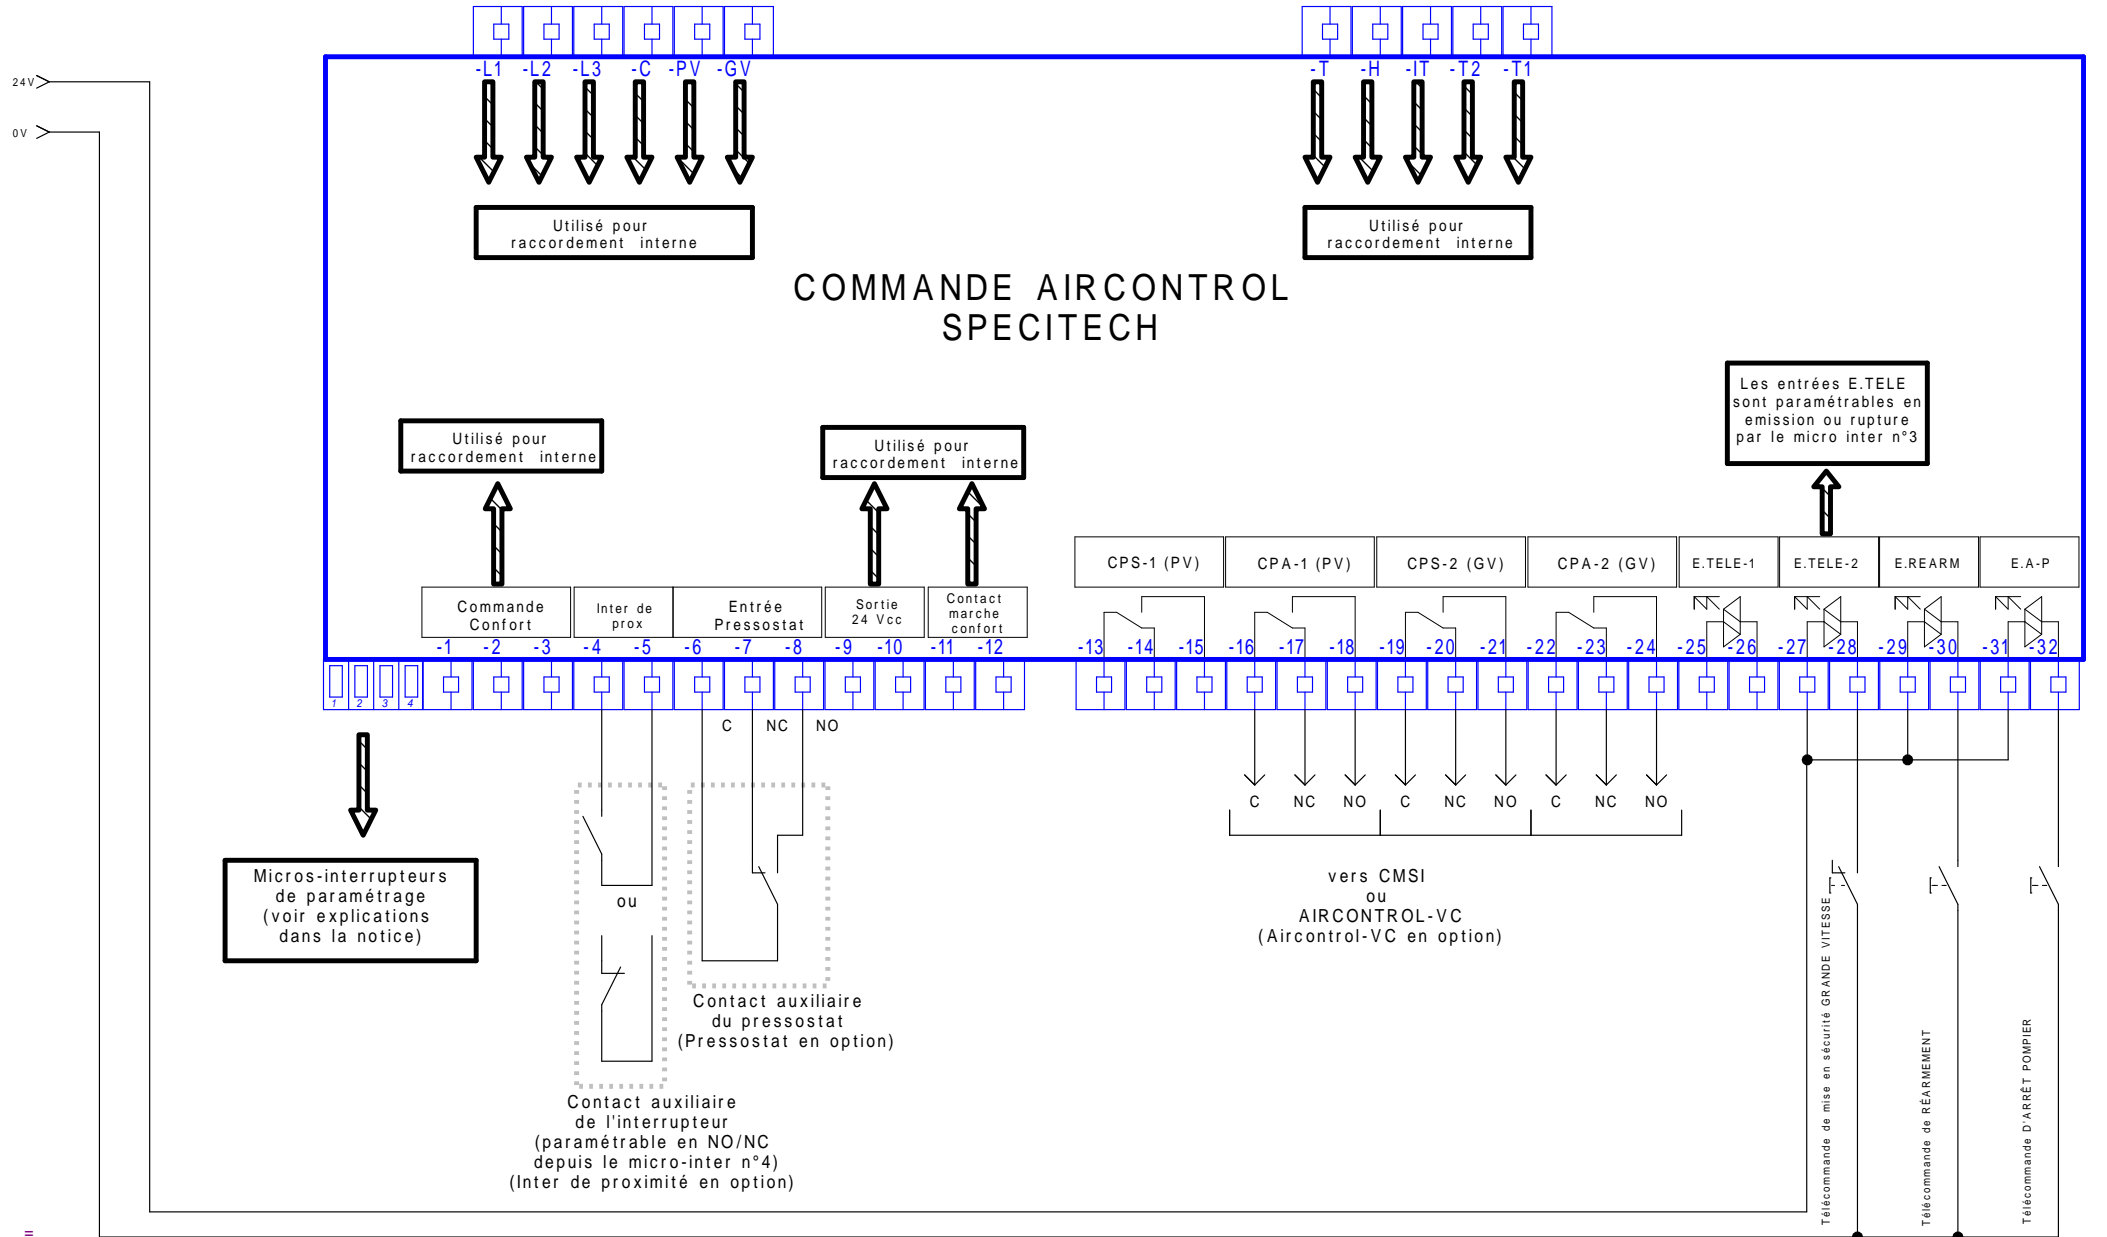 -L1 -L2 -L3 -C -PV -GV
-T -H -IT -T2 -T1
24V
0V
Utilisé pour
raccordement interne
Utilisé pour
raccordement interne
COMMANDE AIRCONTROL
SPECITECH
Les entrées E.TELE
sont paramétrables en
emission ou rupture
par le micro inter n°3
Utilisé pour
raccordement interne
Utilisé pour
raccordement interne
CPS-1 (PV)
CPA-1 (PV)
CPS-2 (GV)
CPA-2 (GV)
E.TELE-1
E.TELE-2
E.REARM
E.A-P
Commande
Confort
Inter de
prox
Entrée
Pressostat
Sortie
24 Vcc
Contact
marche
confort
-1 -2 -3 -4 -5 -6 -7 -8 -9 -10 -11 -12
-13 -14 -15 -16 -17 -18 -19 -20 -21 -22 -23 -24 -25 -26 -27 -28 -29 -30 -31 -32
1 2 3 4
C NC NO
C NC NO C NC NO C NC NO
Micros-interrupteurs
de paramétrage
(voir explications
dans la notice)
ou
vers CMSI
ou
AIRCONTROL-VC
(Aircontrol-VC en option)
Contact auxiliaire
du pressostat
(Pressostat en option)
Contact auxiliaire
de l'interrupteur
(paramétrable en NO/NC
depuis le micro-inter n°4)
(Inter de proximité en option)
Télécommande de mise en sécurité GRANDE VITESSE
Télécommande de RÉARMEMENT
Télécommande D'ARRÊT POMPIER
=